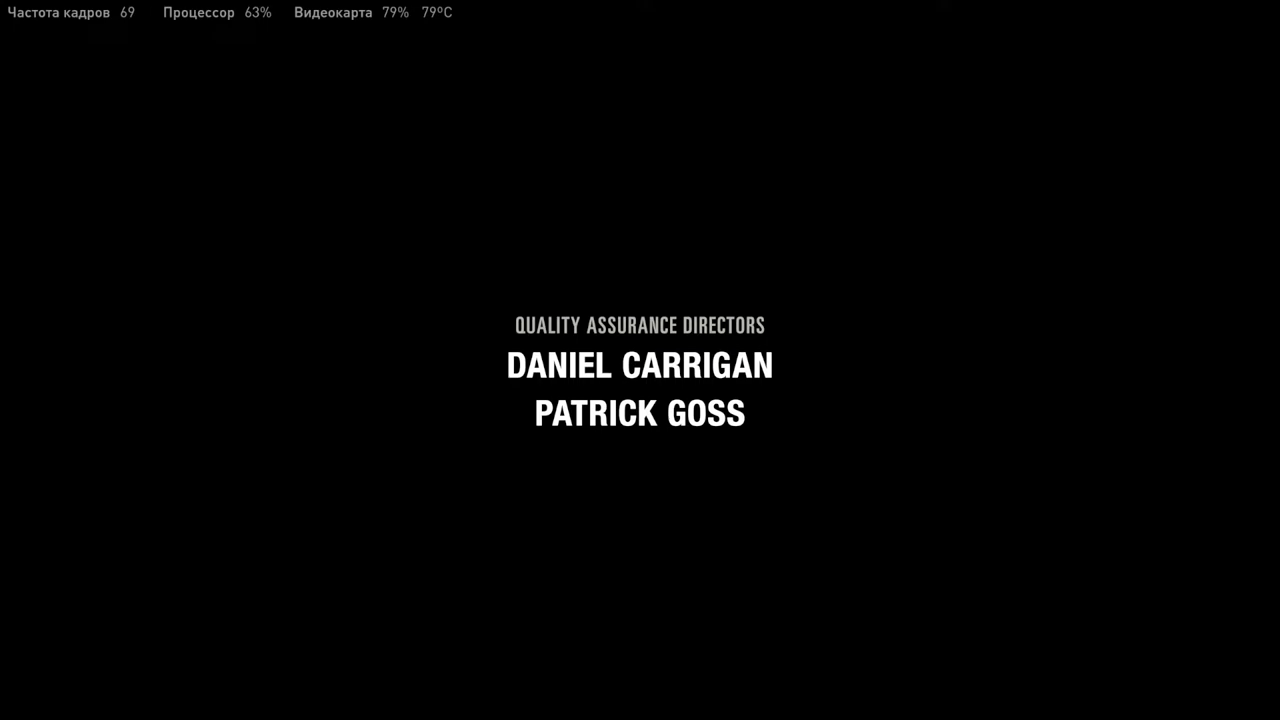 Частота кадров 69 Процессор 63% Видеокарта 79% 79°C
QUALITY ASSURANCE DIRECTORS
DANIEL CARRIGAN
PATRICK GOSS